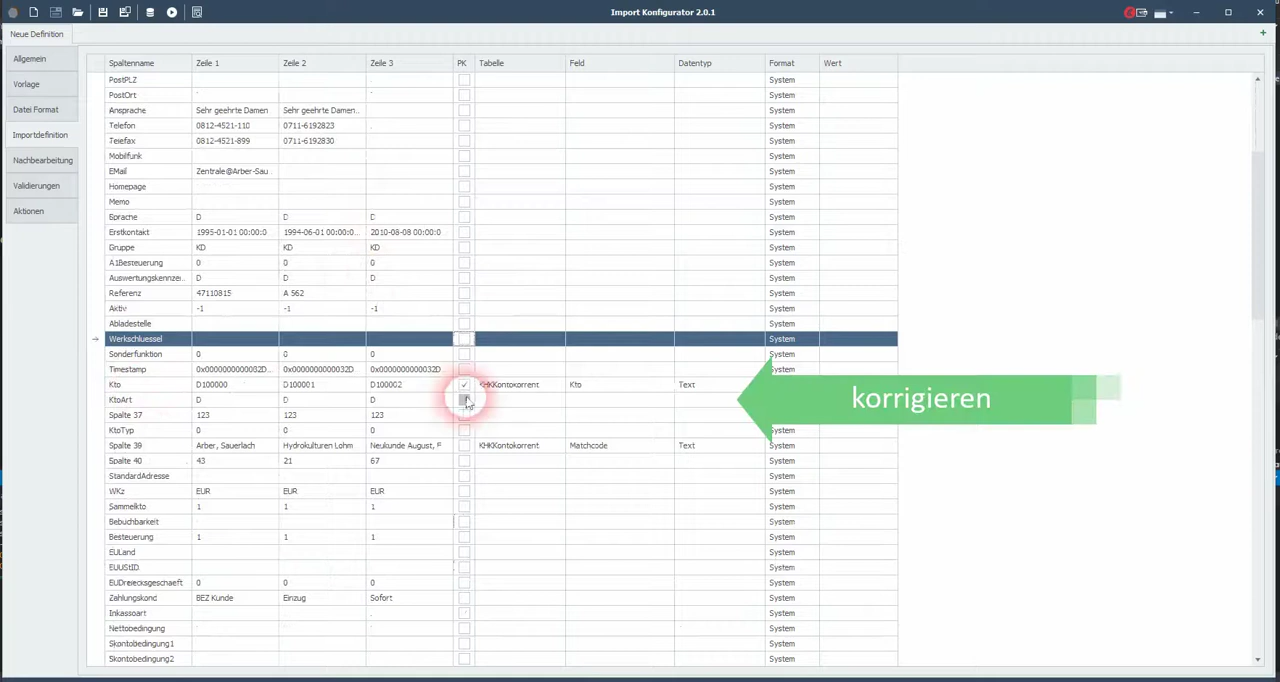 Import Konfigurator 2.0.1
Neue Definition
Allgemein
Vorlage
Datei Format
Importdefinition
Nachbearbeitung
Validierungen
Aktionen
Spaltenname Zeile 1 Zeile 2 Zeile 3 PK Tabelle Feld Datentyp Format Wert
PostPLZ System
PostOrt System
Ansprache Sehr geehrte Damen Sehr geehrte Damen... System
Telefon 0812-4521-110 0711-6192823 System
Telefax 0812-4521-899 0711-6192830 System
Mobilfunk System
EMail Zentrale@Arber-Sau System
Homepage System
Memo System
Sprache D D D System
Erstkontakt 1995-01-01 00:00:0 1994-06-01 00:00:0... 2010-08-08 00:00:0 System
Gruppe KD KD KD System
A1Besteuerung 0 0 0 System
Auswertungskennzei.. D D D System
Referenz 47110815 A 562 System
Aktiv -1 -1 -1 System
Abladestelle System
Werkschluessel System
Sonderfunktion 0 0 0 System
Timestamp 0x0000000000032D... 0x0000000000032D 0x0000000000032D... System
Kto D100000 D100001 D100002 KHKKontokorrent Kto Text System
KtoArt D D D System
Spalte 37 123 123 123 System
KtoTyp 0 0 0 System
Spalte 39 Arber, Sauerlach Hydrokulturen Lohm Neukunde August, F KHKKontokorrent Matchcode Text System
Spalte 40 43 21 67 System
StandardAdresse System
WKz EUR EUR EUR System
Sammelkto 1 1 1 System
Bebuchbarkeit System
Besteuerung 1 1 1 System
EULand System
EUUStID System
EUDreiecksgeschaeft 0 0 0 System
Zahlungskond BEZ Kunde Einzug Sofort System
Inkassoart System
Nettobedingung System
Skontobedingung1 System
Skontobedingung2 System
korrigieren